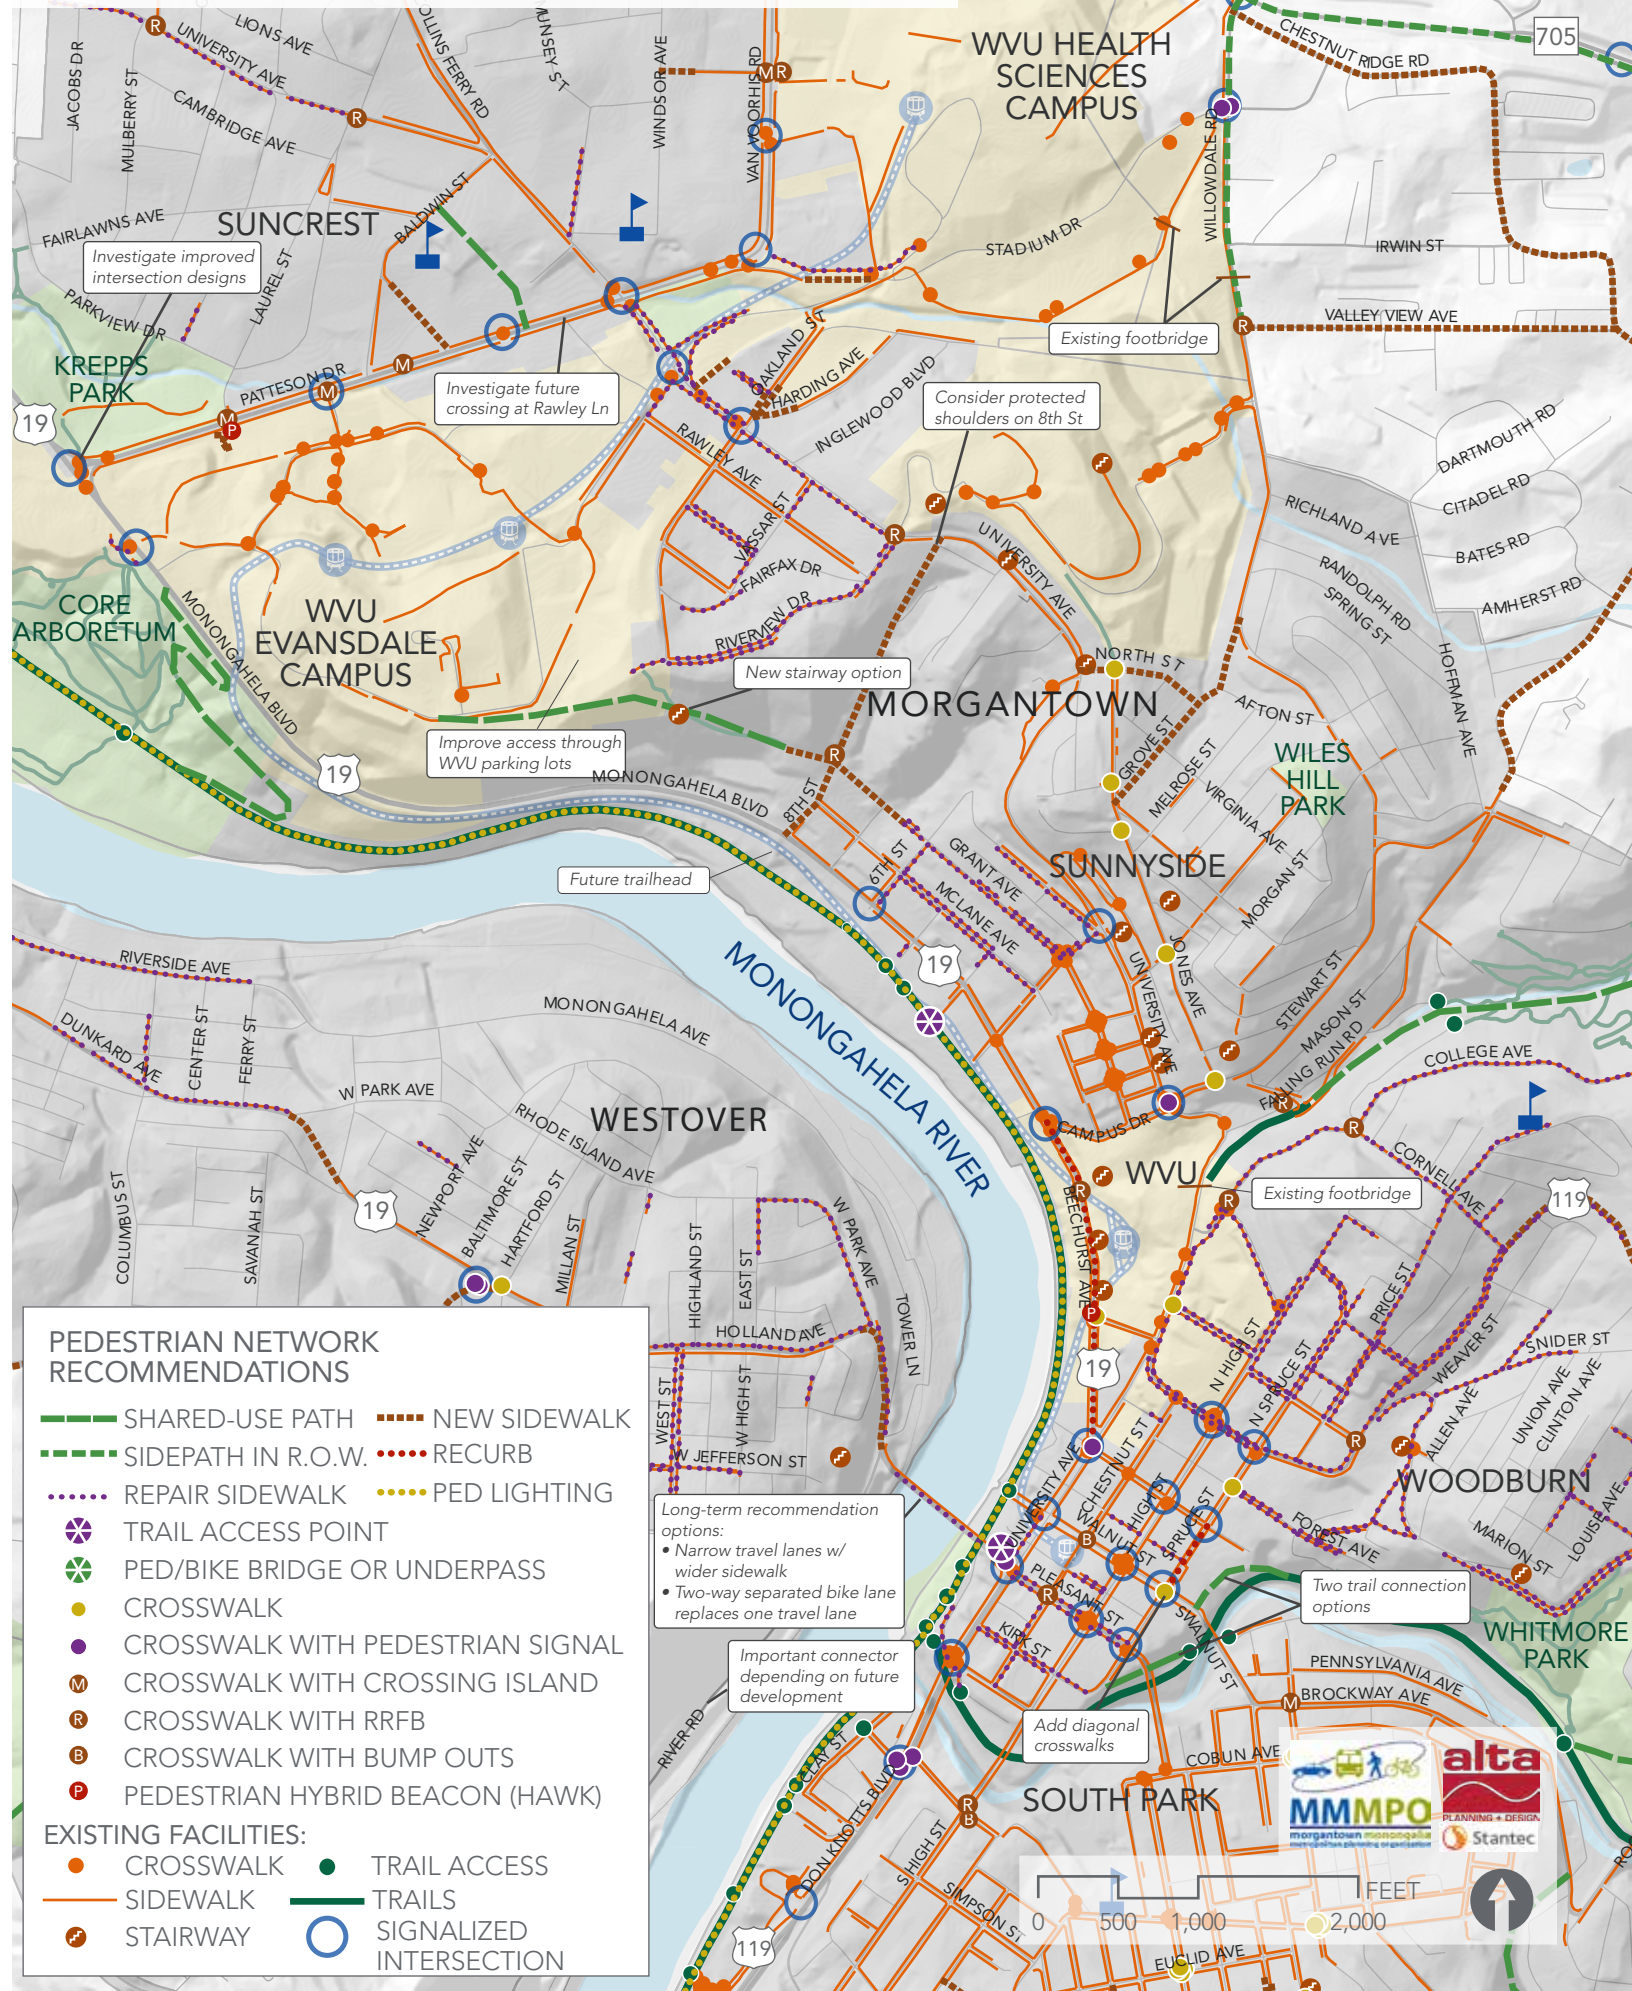 WVU HEALTH
SCIENCES
CAMPUS
705
CHESTNUT RIDGE RD
LIONS AVE
UNIVERSITY AVE
JACOBS DR
MULBERRY ST
CAMBRIDGE AVE
COLLINS FERRY RD
MUNSEY ST
WINDSOR AVE
VAN VOORHIS RD
M
R
R
R
WILLOWDALE RD
STADIUM DR
IRWIN ST
VALLEY VIEW AVE
R
FAIRLAWNS AVE
SUNCREST
BALDWIN ST
LAUREL ST
PARKVIEW DR
Investigate improved
intersection designs
Existing footbridge
KREPPS
PARK
PATTESON DR
M
M
M
P
19
Investigate future
crossing at Rawley Ln
OAKLAND ST
HARDING AVE
INGLEWOOD BLVD
Consider protected
shoulders on 8th St
RAWLEY AVE
VASSAR ST
FAIRFAX DR
RIVERVIEW DR
R
UNIVERSITY AVE
DARTMOUTH RD
CITADEL RD
BATES RD
AMHERST RD
RICHLAND AVE
RANDOLPH RD
SPRING ST
HOFFMAN AVE
CORE
ARBORETUM
WVU
EVANSDALE
CAMPUS
MONONGAHELA BLVD
New stairway option
MORGANTOWN
NORTH ST
AFTON ST
GROVE ST
MELROSE ST
VIRGINIA AVE
WILES
HILL
PARK
MORGAN ST
Improve access through
WVU parking lots
19
MONONGAHELA BLVD
R
8TH ST
6TH ST
GRANT AVE
MCLANE AVE
SUNNYSIDE
Future trailhead
19
JONES AVE
UNIVERSITY AVE
STEWART ST
MASON ST
FALLING RUN RD
R
COLLEGE AVE
MONONGAHELA RIVER
RIVERSIDE AVE
MONONGAHELA AVE
DUNKARD AVE
CENTER ST
FERRY ST
W PARK AVE
WESTOVER
RHODE ISLAND AVE
CAMPUS DR
WVU
R
CORNELL AVE
Existing footbridge
R
119
R
BEECHURST AVE
COLUMBUS ST
SAVANAH ST
19
NEWPORT AVE
BALTIMORE ST
HARTFORD ST
MILLAN ST
HIGHLAND ST
EAST ST
W PARK AVE
TOWER LN
HOLLAND AVE
WEST ST
W HIGH ST
W JEFFERSON ST
P
19
N HIGH ST
N SPRUCE ST
PRICE ST
WEAVER ST
SNIDER ST
UNION AVE
CLINTON AVE
ALLEN AVE
R
WOODBURN
LOUISE AVE
MARION ST
FOREST AVE
UNIVERSITY AVE
CHESTNUT ST
HIGH ST
WALNUT ST
SPRUCE ST
B
PLEASANT ST
R
KIRK ST
S WALNUT ST
Long-term recommendation
options:
• Narrow travel lanes w/
wider sidewalk
• Two-way separated bike lane
replaces one travel lane
Two trail connection
options
WHITMORE
PARK
Important connector
depending on future
development
PENNSYLVANIA AVE
M
BROCKWAY AVE
RIVER RD
Add diagonal
crosswalks
COBUN AVE
SOUTH PARK
CLAY ST
DON KNOTTS BLVD
R
B
S HIGH ST
SIMPSON ST
EUCLID AVE
119
PEDESTRIAN NETWORK
RECOMMENDATIONS
SHARED-USE PATH
NEW SIDEWALK
SIDEPATH IN R.O.W.
RECURB
REPAIR SIDEWALK
PED LIGHTING
TRAIL ACCESS POINT
PED/BIKE BRIDGE OR UNDERPASS
CROSSWALK
CROSSWALK WITH PEDESTRIAN SIGNAL
M CROSSWALK WITH CROSSING ISLAND
R CROSSWALK WITH RRFB
B CROSSWALK WITH BUMP OUTS
P PEDESTRIAN HYBRID BEACON (HAWK)
EXISTING FACILITIES:
CROSSWALK
TRAIL ACCESS
SIDEWALK
TRAILS
STAIRWAY
SIGNALIZED
INTERSECTION
MMMPO
morgantown monongalia
metropolitan planning organization
alta
PLANNING + DESIGN
Stantec
FEET
0 500 1,000 2,000